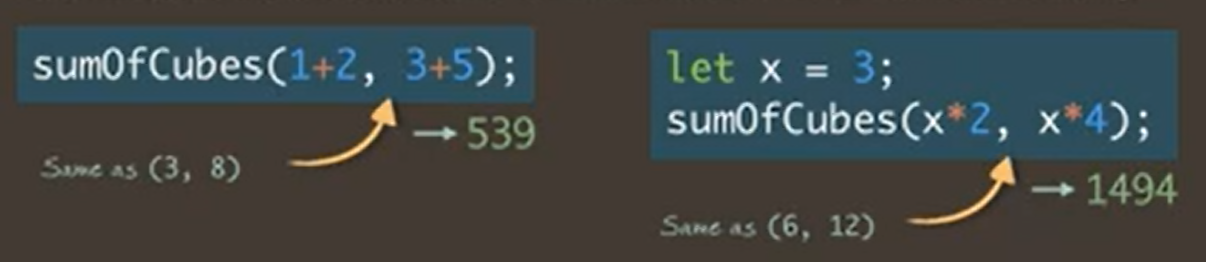 sumOfCubes(1+2, 3+5);
→ 539
Same as (3, 8)
let x = 3;
sumOfCubes(x*2, x*4);
→ 1494
Same as (6, 12)